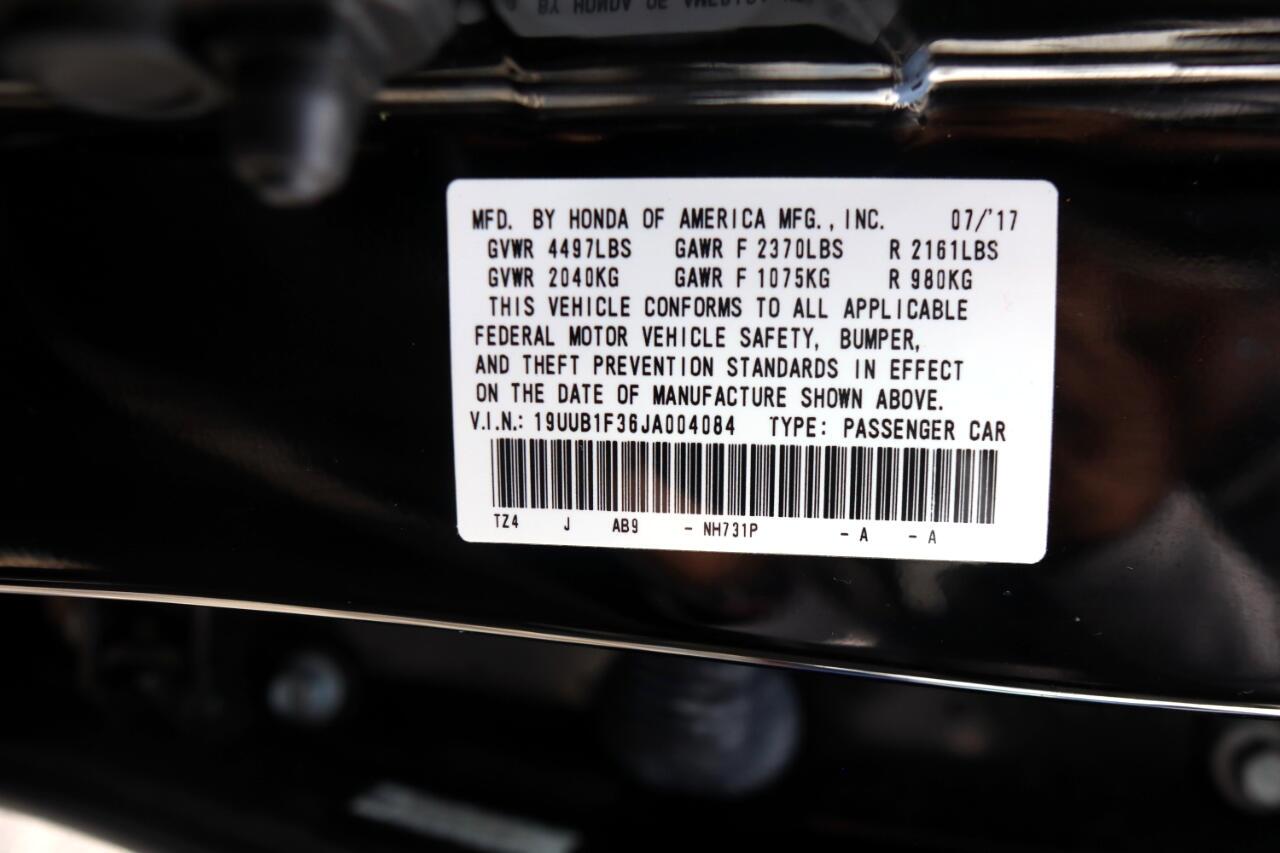 MFD. BY HONDA OF AMERICA MFG., INC. 07/'17
GVWR 4497LBS GAWR F 2370LBS R 2161LBS
GVWR 2040KG GAWR F 1075KG R 980KG
THIS VEHICLE CONFORMS TO ALL APPLICABLE
FEDERAL MOTOR VEHICLE SAFETY, BUMPER,
AND THEFT PREVENTION STANDARDS IN EFFECT
ON THE DATE OF MANUFACTURE SHOWN ABOVE.
V.I.N.: 19UUB1F36JA004084 TYPE: PASSENGER CAR
TZ4 J AB9 - NH731P - A - A